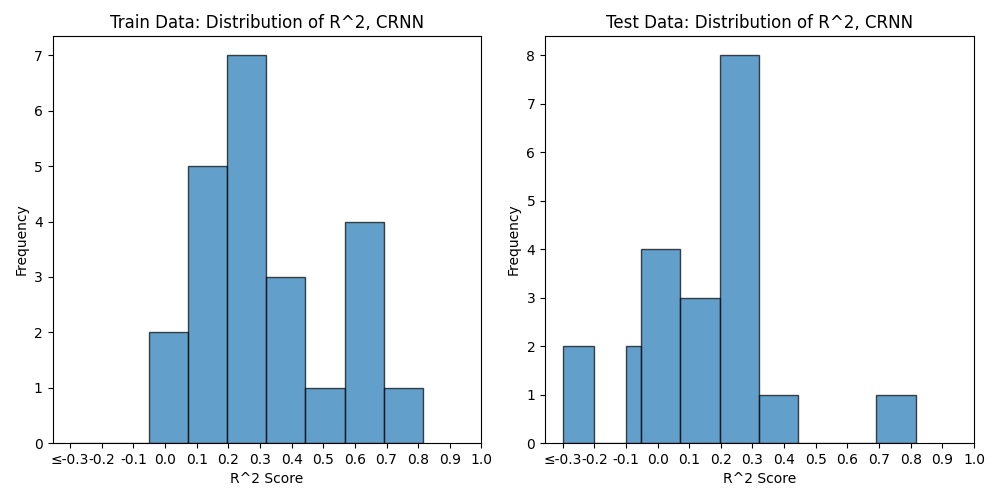 Train Data: Distribution of R^2, CRNN
Frequency
7
6
5
4
3
2
1
0
≤-0.3 -0.2 -0.1 0.0 0.1 0.2 0.3 0.4 0.5 0.6 0.7 0.8 0.9 1.0
R^2 Score
Test Data: Distribution of R^2, CRNN
Frequency
8
7
6
5
4
3
2
1
0
≤-0.3 -0.2 -0.1 0.0 0.1 0.2 0.3 0.4 0.5 0.6 0.7 0.8 0.9 1.0
R^2 Score